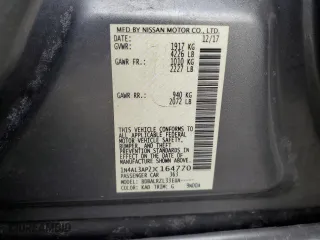 MFD BY NISSAN MOTOR CO., LTD.
DATE: 12/17
GVWR: 1917 KG
4226 LB
GAWR FR: 1010 KG
2227 LB
GAWR RR: 940 KG
2072 LB
THIS VEHICLE CONFORMS TO ALL
APPLICABLE FEDERAL MOTOR VEHICLE
SAFETY, BUMPER, AND THEFT PREVENTION
STANDARDS IN EFFECT ON THE DATE OF
MANUFACTURE SHOWN ABOVE.
PASSENGER CAR
MODEL:
COLOR: KAD TRIM: G